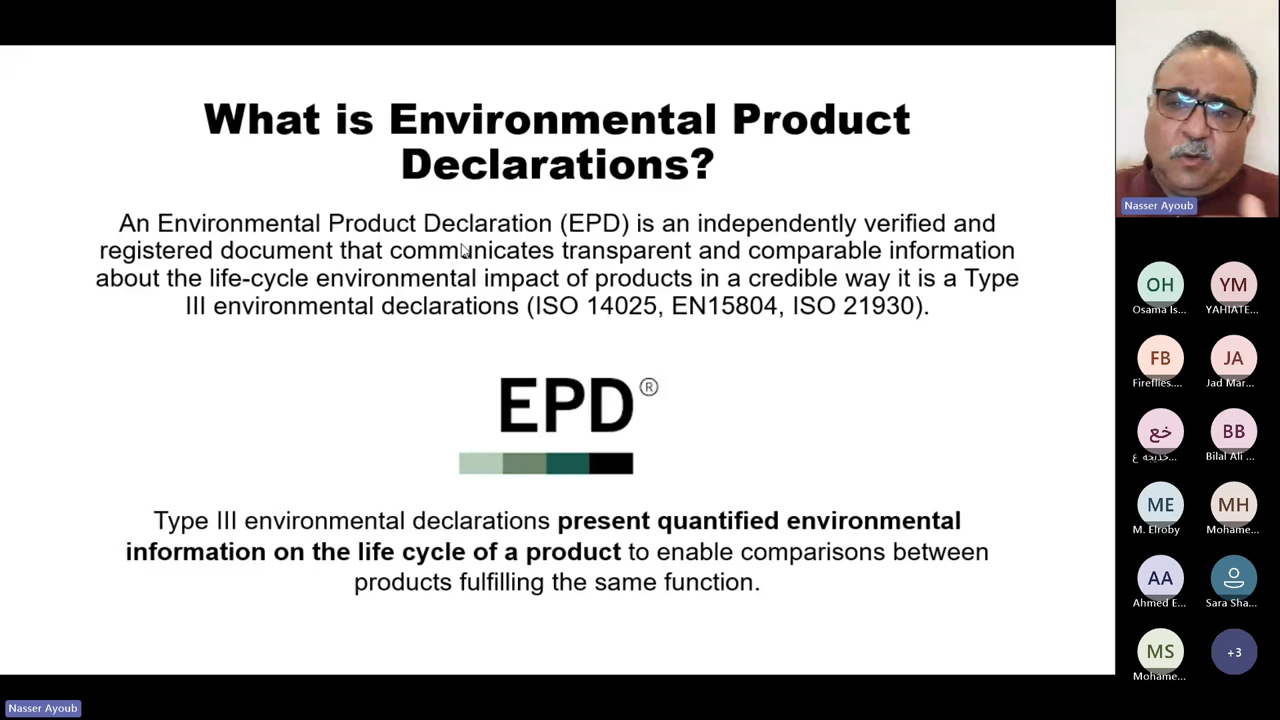 What is Environmental Product
Declarations?
An Environmental Product Declaration (EPD) is an independently verified and
registered document that communicates transparent and comparable information
about the life-cycle environmental impact of products in a credible way it is a Type
III environmental declarations (ISO 14025, EN15804, ISO 21930).
EPD®
Type III environmental declarations present quantified environmental
information on the life cycle of a product to enable comparisons between
products fulfilling the same function.
Nasser Ayoub
OH
Osama Is...
YM
YAHIATE...
FB
Fireflies....
JA
Jad Mar...
خع
خديجه ع...
BB
Bilal Ali ...
ME
M. Elroby
MH
Mohame...
AA
Ahmed E...
Sara Sha...
MS
Mohame...
+3
Nasser Ayoub